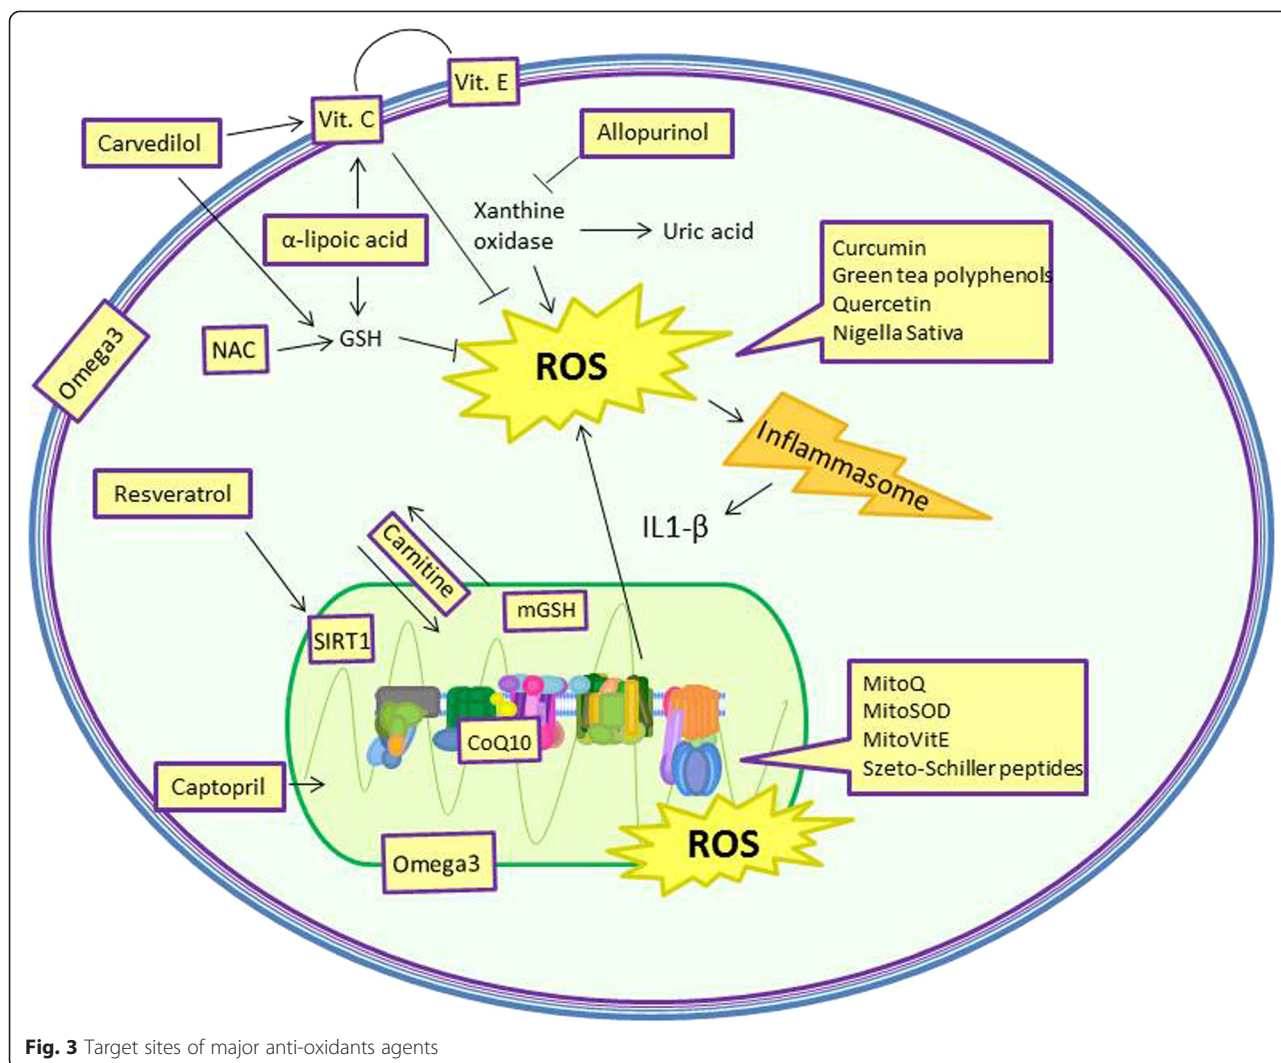 Vit. E
Vit. C
Carvedilol
Allopurinol
α-lipoic acid
Xanthine
oxidase
Uric acid
Curcumin
Green tea polyphenols
Quercetin
Nigella Sativa
Omega3
NAC
GSH
ROS
Inflammasome
IL1-β
Resveratrol
Carnitine
mGSH
SIRT1
CoQ10
MitoQ
MitoSOD
MitoVitE
Szeto-Schiller peptides
Captopril
Omega3
ROS
Fig. 3 Target sites of major anti-oxidants agents